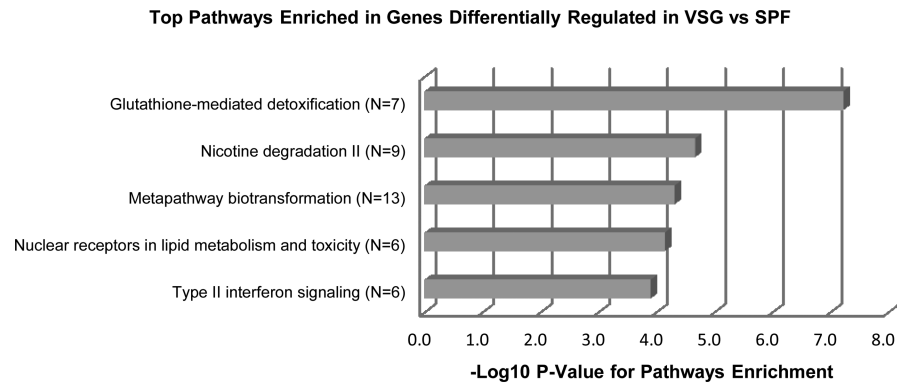 Top Pathways Enriched in Genes Differentially Regulated in VSG vs SPF
Glutathione-mediated detoxification (N=7)
Nicotine degradation II (N=9)
Metapathway biotransformation (N=13)
Nuclear receptors in lipid metabolism and toxicity (N=6)
Type II interferon signaling (N=6)
0.0 1.0 2.0 3.0 4.0 5.0 6.0 7.0 8.0
-Log10 P-Value for Pathways Enrichment